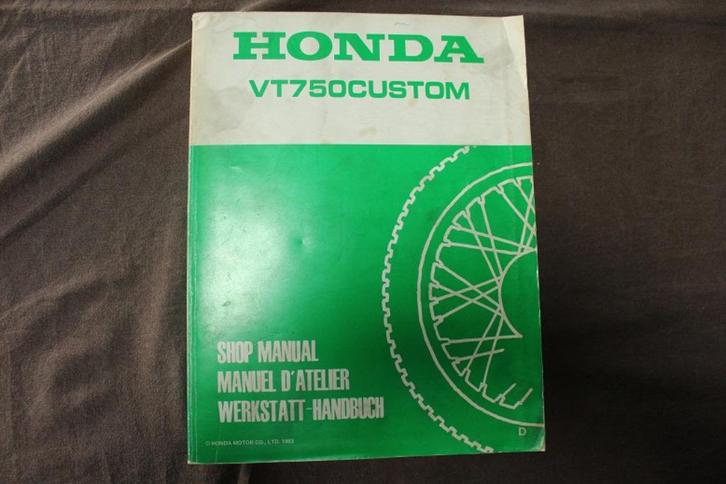 HONDA
VT750CUSTOM
SHOP MANUAL
MANUEL D'ATELIER
WERKSTATT-HANDBUCH
D
© HONDA MOTOR CO., LTD. 1983